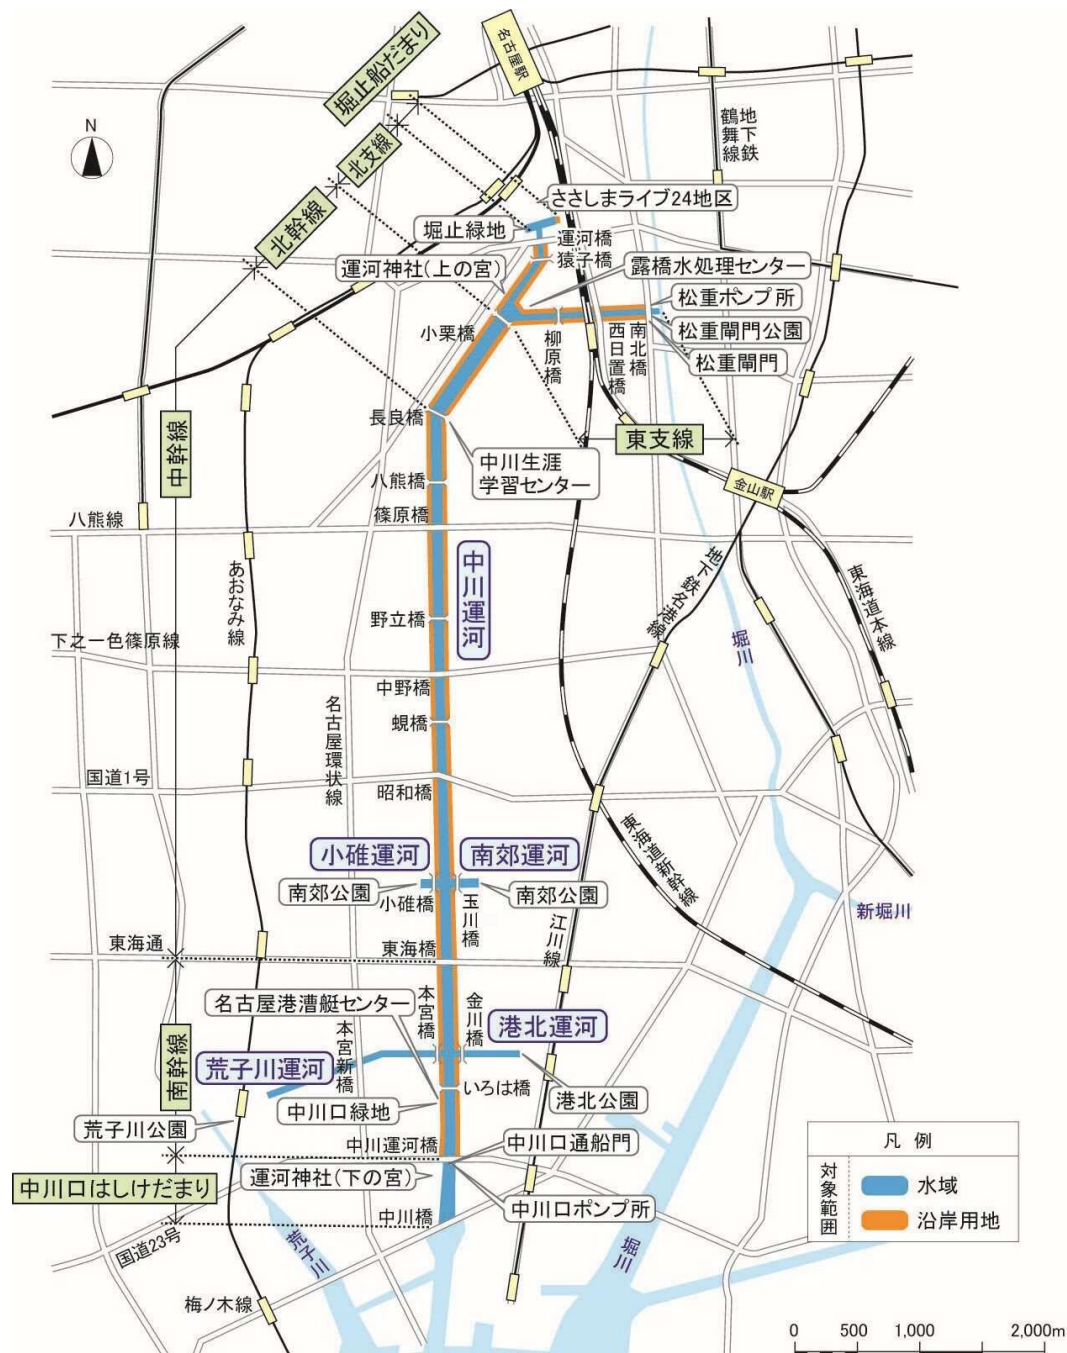 名古屋駅
堀止船だまり
N
北支線
地下鉄
鶴舞線
北幹線
ささしまライブ24地区
堀止緑地
運河橋
猿子橋
運河神社(上の宮)
露橋水処理センター
松重ポンプ所
小栗橋
柳原橋
西日置橋
南北橋
松重閘門公園
松重閘門
長良橋
中幹線
東支線
中川生涯
学習センター
八熊橋
金山駅
篠原橋
八熊線
中川運河
あおなみ線
地下鉄名港線
東海道本線
野立橋
下之一色篠原線
堀川
中野橋
名古屋環状線
蜆橋
国道1号
昭和橋
東海道新幹線
小碓運河
南郊運河
南郊公園
小碓橋
玉川橋
南郊公園
新堀川
東海通
東海橋
江川線
名古屋港漕艇センター
本宮橋
金川橋
港北運河
本宮新橋
南幹線
荒子川運河
いろは橋
港北公園
中川口緑地
荒子川公園
中川運河橋
中川口通船門
凡例
対象範囲
水域
沿岸用地
運河神社(下の宮)
中川口はしけだまり
中川口ポンプ所
中川橋
国道23号
荒子川
堀川
梅ノ木線
0 500 1,000 2,000m